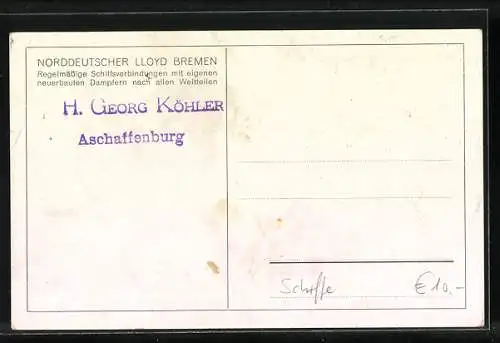 NORDDEUTSCHER LLOYD BREMEN
Regelmäßige Schiffsverbindungen mit eigenen
neuerbauten Dampfern nach allen Weltteilen
H. GEORG KÖHLER
Aschaffenburg
Schiffe €10.-